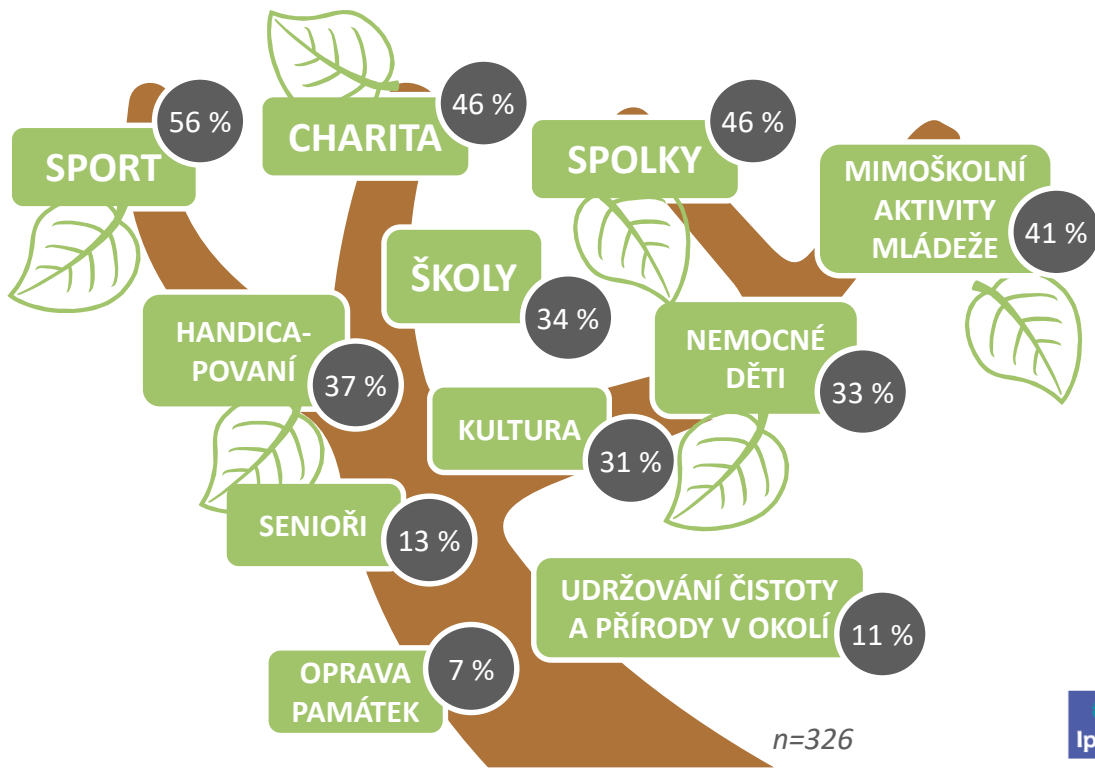 SPORT
56 %
CHARITA
46 %
SPOLKY
46 %
MIMOŠKOLNÍ
AKTIVITY
MLÁDEŽE
41 %
ŠKOLY
34 %
HANDICA-
POVANÍ
37 %
NEMOCNÉ
DĚTI
33 %
KULTURA
31 %
SENIOŘI
13 %
UDRŽOVÁNÍ ČISTOTY
A PŘÍRODY V OKOLÍ
11 %
OPRAVA
PAMÁTEK
7 %
n=326